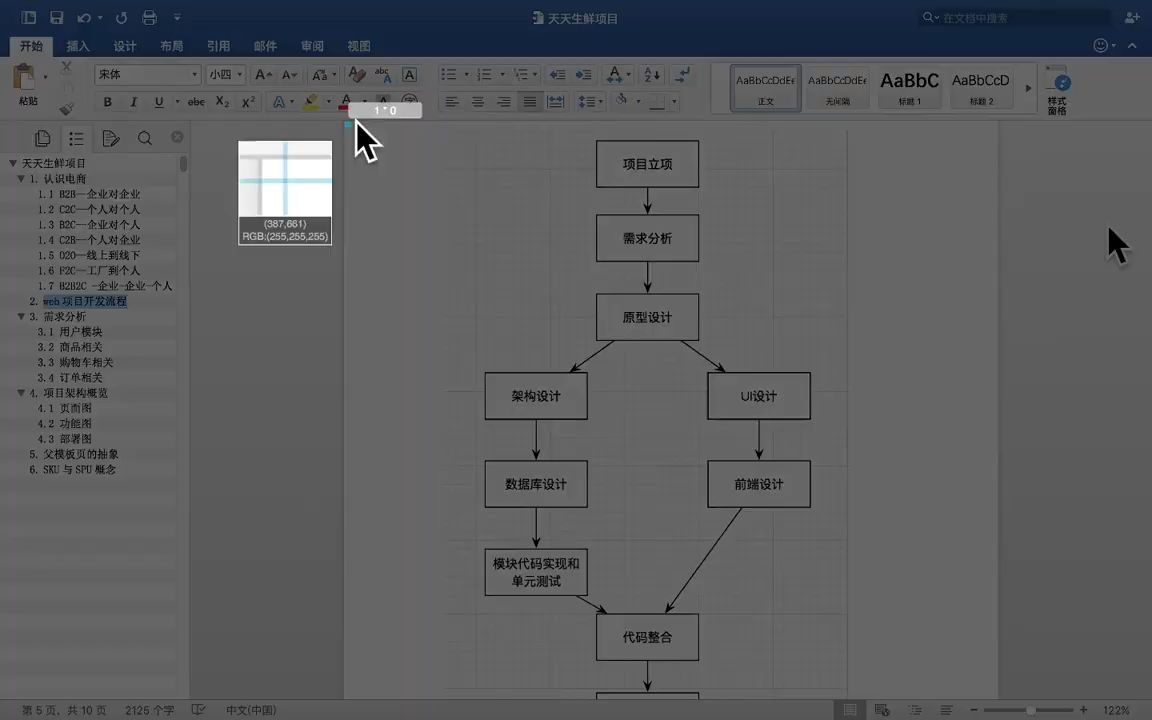 天天生鲜项目
在文档中搜索
开始 插入 设计 布局 引用 邮件 审阅 视图
粘贴
宋体
小四
AaBbCcDdEe
正文
AaBbCcDdEe
无间隔
AaBbC
标题 1
AaBbCcD
标题 2
样式
窗格
1 * 0
(387,661)
RGB:(255,255,255)
天天生鲜项目
1. 认识电商
1.1 B2B—企业对企业
1.2 C2C—个人对个人
1.3 B2C—企业对个人
1.4 C2B—个人对企业
1.5 O2O—线上到线下
1.6 F2C—工厂到个人
1.7 B2B2C -企业-企业-个人
2. web 项目开发流程
3. 需求分析
3.1 用户模块
3.2 商品相关
3.3 购物车相关
3.4 订单相关
4. 项目架构概览
4.1 页面图
4.2 功能图
4.3 部署图
5. 父模板页的抽象
6. SKU 与 SPU 概念
项目立项
需求分析
原型设计
架构设计
UI设计
数据库设计
前端设计
模块代码实现和
单元测试
代码整合
第 5 页，共 10 页
2125 个字
中文(中国)
122%